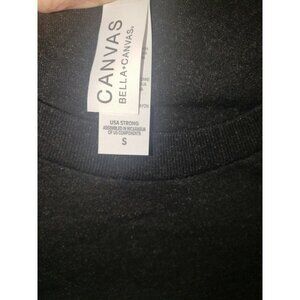 CANVAS
BELLA+CANVAS.
USA STRONG
ASSEMBLED IN NICARAGUA
OF US COMPONENTS
S